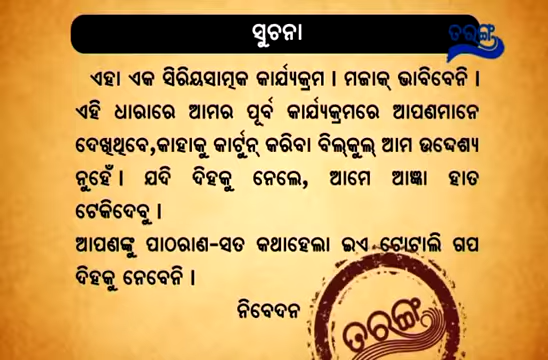 ସୁଚନା
ତରଙ୍ଗ
ଏହା ଏକ ସିରିୟସାତ୍ମକ କାର୍ଯ୍ୟକ୍ରମ । ମଜାକ୍ ଭାବିବେନି ।
ଏହି ଧାରାରେ ଆମର ପୂର୍ବ କାର୍ଯ୍ୟକ୍ରମରେ ଆପଣମାନେ
ଦେଖିଥିବେ,କାହାକୁ କାର୍ଟୁନ୍ କରିବା ବିଲ୍‌କୁଲ୍ ଆମ ଉଦ୍ଦେଶ୍ୟ
ନୁହେଁ । ଯଦି ଦିହକୁ ନେଲେ, ଆମେ ଆଜ୍ଞା ହାତ
ଟେକିଦେବୁ ।
ଆପଣଙ୍କୁ ପାଠରାଣ-ସତ କଥାହେଲା ଇଏ ଟୋଟାଲି ଗପ
ଦିହକୁ ନେବେନି ।
ନିବେଦନ
ତରଙ୍ଗ